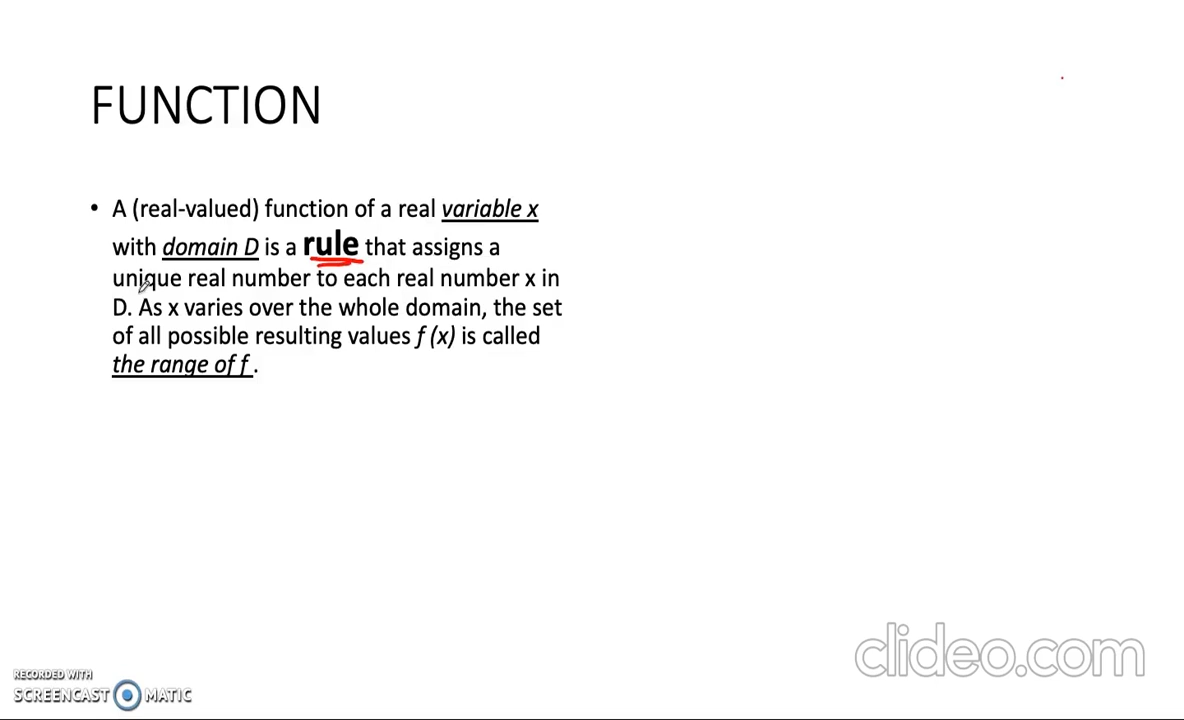 FUNCTION
• A (real-valued) function of a real variable x
with domain D is a rule that assigns a
unique real number to each real number x in
D. As x varies over the whole domain, the set
of all possible resulting values f (x) is called
the range of f .
clideo.com
RECORDED WITH
SCREENCAST MATIC